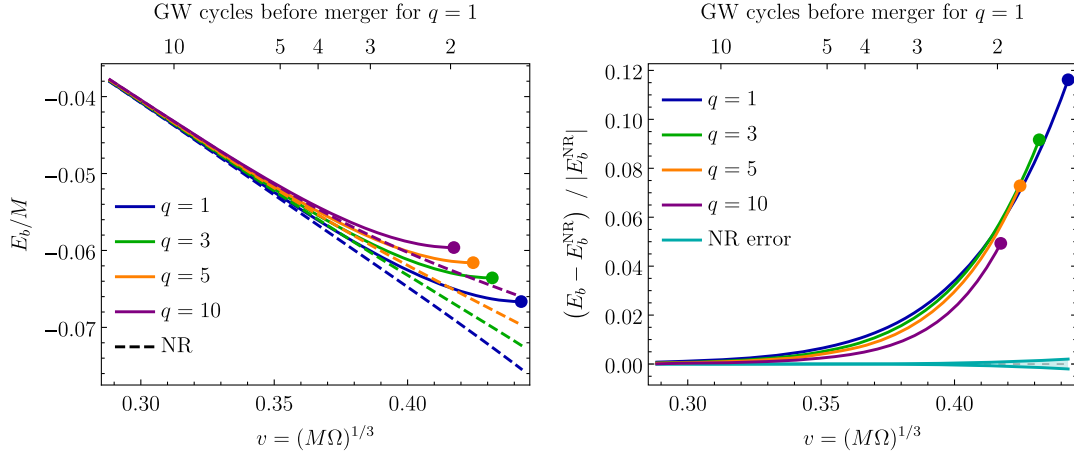 GW cycles before merger for q = 1
10 5 4 3 2
−0.04
−0.05
−0.06
−0.07
E_b/M
q = 1
q = 3
q = 5
q = 10
NR
0.30 0.35 0.40
v = (MΩ)^{1/3}
GW cycles before merger for q = 1
10 5 4 3 2
0.12
0.10
0.08
0.06
0.04
0.02
0.00
(E_b − E_b^{NR}) / |E_b^{NR}|
q = 1
q = 3
q = 5
q = 10
NR error
0.30 0.35 0.40
v = (MΩ)^{1/3}